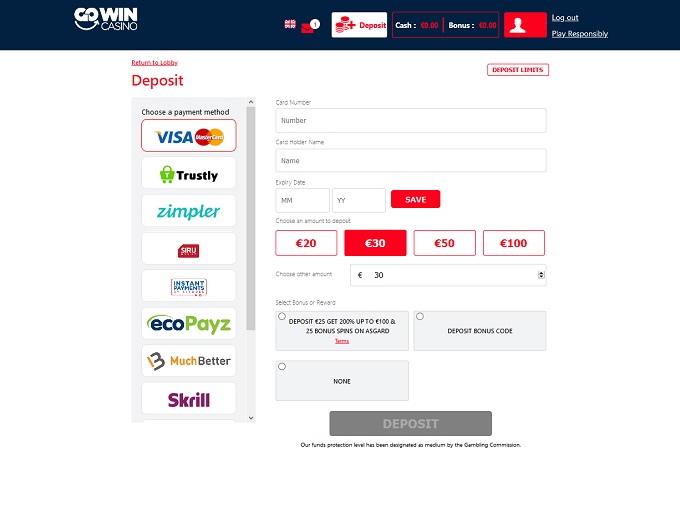 GOWIN
CASINO
1
Deposit
Cash : €0.00
Bonus : €0.00
Log out
Play Responsibly
Return to Lobby
Deposit
DEPOSIT LIMITS
Choose a payment method
VISA MasterCard
Trustly
zimpler
SIRU
INSTANT
PAYMENTS
ecoPayz
MuchBetter
Skrill
Card Number
Number
Card Holder Name
Name
Expiry Date
MM
YY
SAVE
Choose an amount to deposit
€20
€30
€50
€100
Choose other amount
€ 30
Select Bonus or Reward
DEPOSIT €25 GET 200% UP TO €100 &
25 BONUS SPINS ON ASGARD
Terms
DEPOSIT BONUS CODE
NONE
DEPOSIT
Our funds protection level has been designated as medium by the Gambling Commission.